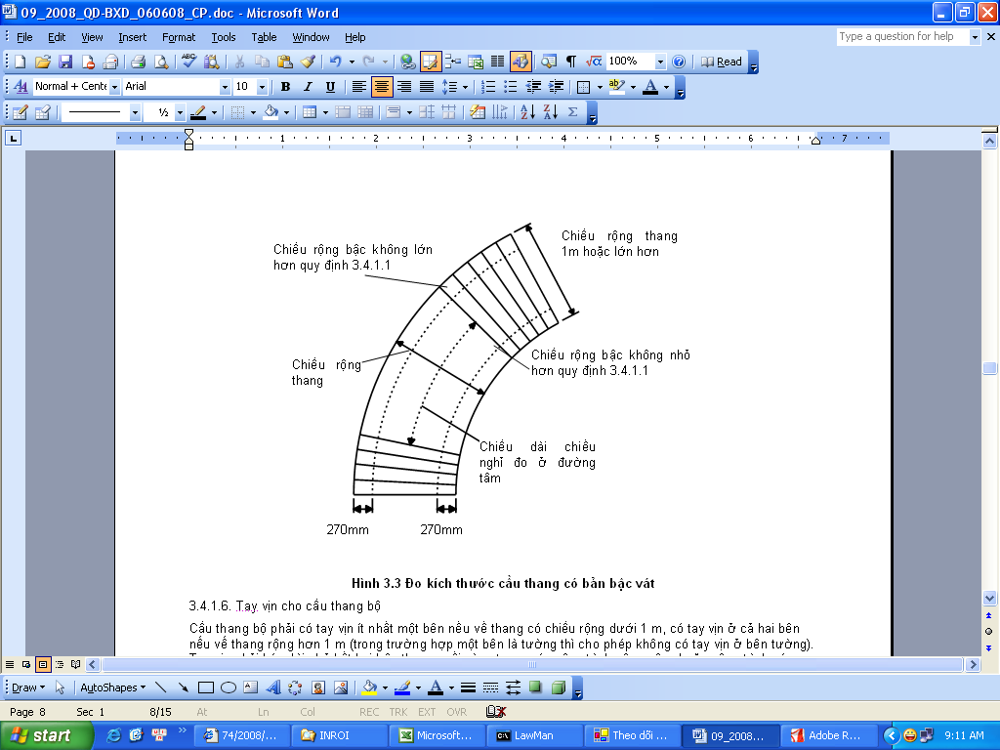 09_2008_QD-BXD_060608_CP.doc - Microsoft Word
File Edit View Insert Format Tools Table Window Help
Type a question for help
100% Read
Normal + Cente Arial 10 B I U
½
1 2 3 4 5 6 7
Chiều rộng bậc không lớn
hơn quy định 3.4.1.1
Chiều rộng thang
1m hoặc lớn hơn
Chiều rộng
thang
Chiều rộng bậc không nhỏ
hơn quy định 3.4.1.1
Chiều dài chiếu
nghỉ đo ở đường
tâm
270mm 270mm
Hình 3.3 Đo kích thước cầu thang có bản bậc vát
3.4.1.6. Tay vịn cho cầu thang bộ
Cầu thang bộ phải có tay vịn ít nhất một bên nếu vế thang có chiều rộng dưới 1 m, có tay vịn ở cả hai bên
nếu vế thang rộng hơn 1 m (trong trường hợp một bên là tường thì cho phép không có tay vịn ở bên tường).
Draw AutoShapes
Page 8 Sec 1 8/15 At Ln Col REC TRK EXT OVR
start 74/2008/... INROI Microsoft... LawMan Theo dõi ... 09_2008... Adobe R... 9:11 AM